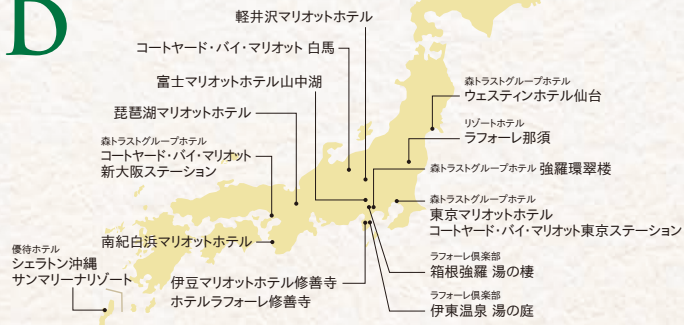 D
軽井沢マリオットホテル
コートヤード・バイ・マリオット 白馬
富士マリオットホテル山中湖
琵琶湖マリオットホテル
森トラストグループホテル
コートヤード・バイ・マリオット
新大阪ステーション
南紀白浜マリオットホテル
優待ホテル
シェラトン沖縄
サンマリーナリゾート
伊豆マリオットホテル修善寺
ホテルラフォーレ修善寺
森トラストグループホテル
ウェスティンホテル仙台
リゾートホテル
ラフォーレ那須
森トラストグループホテル 強羅環翠楼
森トラストグループホテル
東京マリオットホテル
コートヤード・バイ・マリオット東京ステーション
ラフォーレ倶楽部
箱根強羅 湯の棲
ラフォーレ倶楽部
伊東温泉 湯の庭